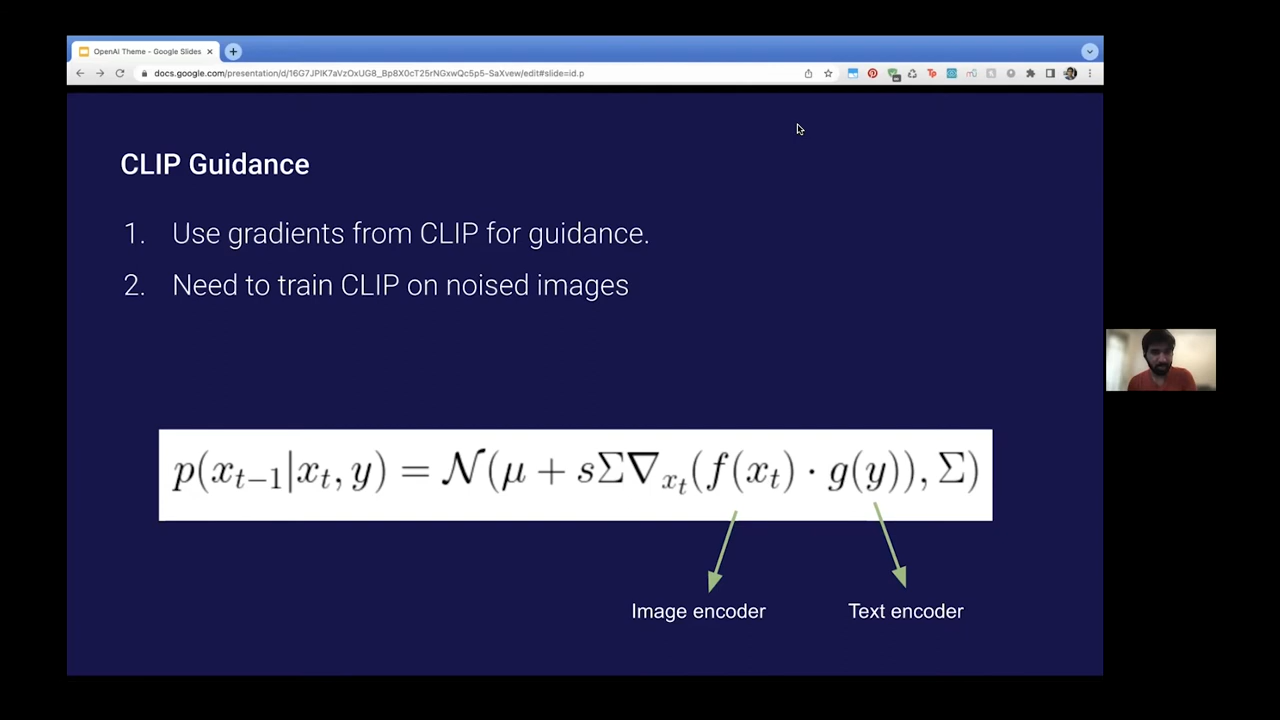 OpenAI Theme - Google Slides
docs.google.com/presentation/d/16G7JPIK7aVzOxUG8_Bp8X0cT25rNGxwQc5p5-SaXvew/edit#slide=id.p
CLIP Guidance
1. Use gradients from CLIP for guidance.
2. Need to train CLIP on noised images
p(x_{t-1}|x_t, y) = 𝒩(μ + sΣ∇_{x_t}(f(x_t) · g(y)), Σ)
Image encoder Text encoder